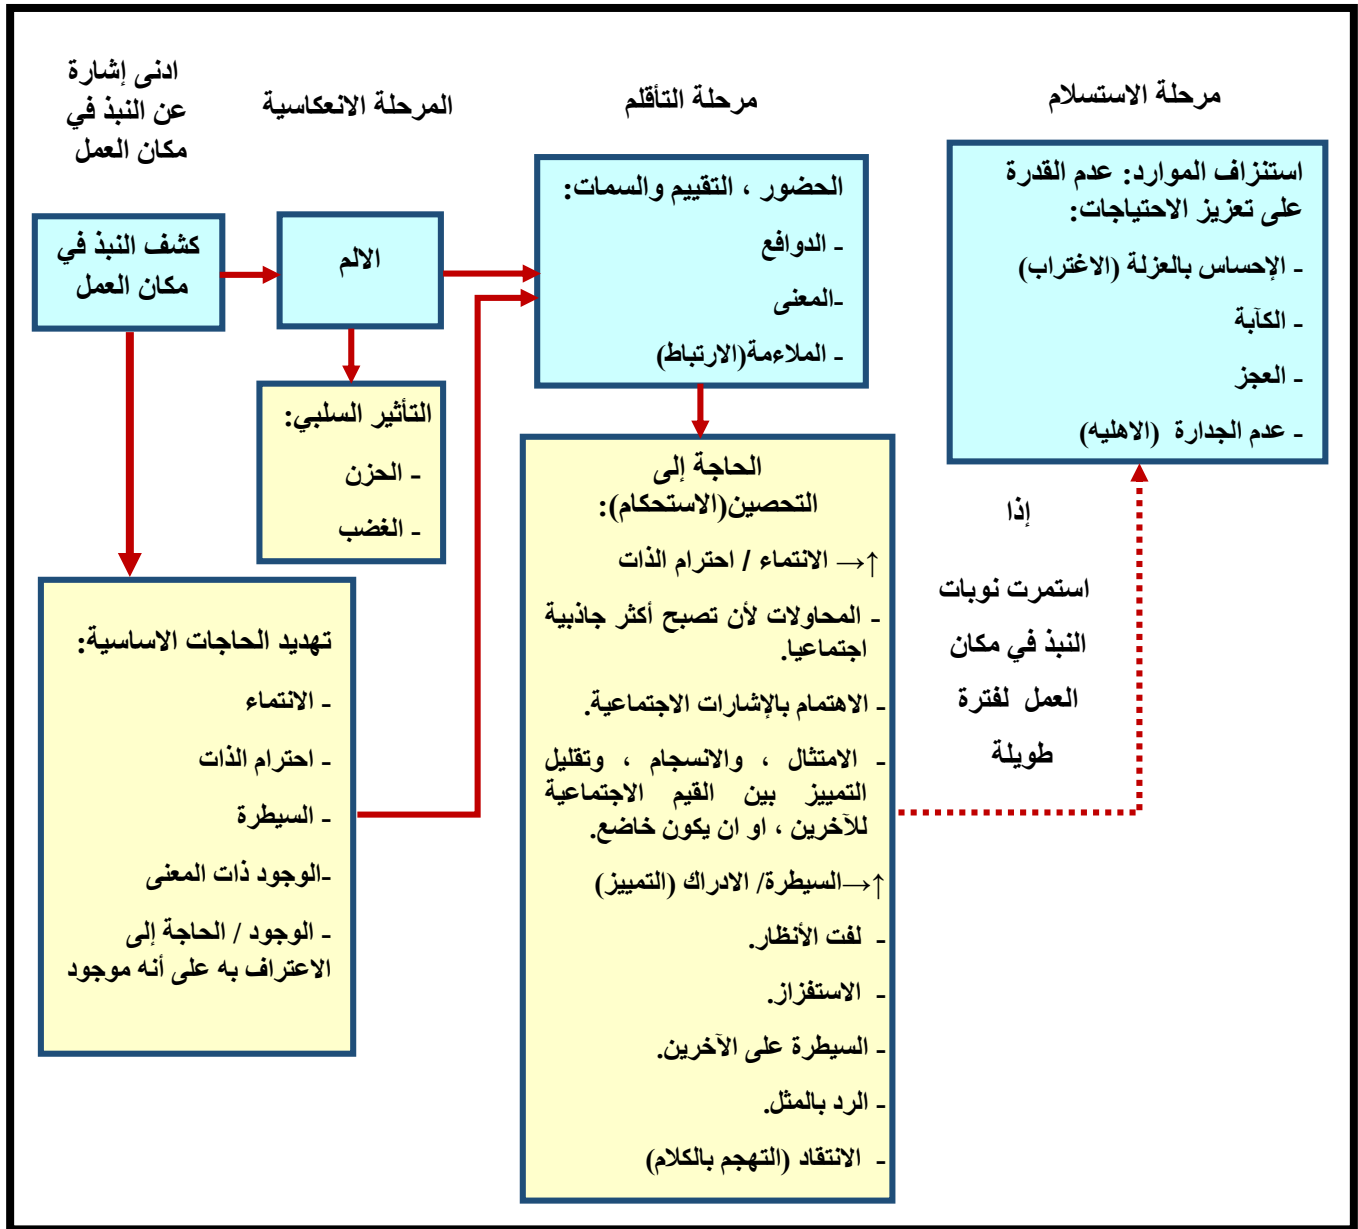 ادنى إشارة
عن النبذ في
مكان العمل
المرحلة الانعكاسية
مرحلة التأقلم
مرحلة الاستسلام
كشف النبذ في
مكان العمل
الالم
الحضور ، التقييم والسمات:
- الدوافع
-المعنى
- الملاءمة(الارتباط)
استنزاف الموارد: عدم القدرة
على تعزيز الاحتياجات:
- الإحساس بالعزلة (الاغتراب)
- الكآبة
- العجز
- عدم الجدارة (الاهليه)
التأثير السلبي:
- الحزن
- الغضب
تهديد الحاجات الاساسية:
- الانتماء
- احترام الذات
- السيطرة
-الوجود ذات المعنى
- الوجود / الحاجة إلى
الاعتراف به على أنه موجود
الحاجة إلى
التحصين(الاستحكام):
↑→ الانتماء / احترام الذات
- المحاولات لأن تصبح أكثر جاذبية
اجتماعيا.
- الاهتمام بالإشارات الاجتماعية.
- الامتثال ، والانسجام ، وتقليل
التمييز بين القيم الاجتماعية
للآخرين ، او ان يكون خاضع.
↑→السيطرة/ الادراك (التمييز)
- لفت الأنظار.
- الاستفزاز.
- السيطرة على الآخرين.
- الرد بالمثل.
- الانتقاد (التهجم بالكلام)
إذا
استمرت نوبات
النبذ في مكان
العمل لفترة
طويلة